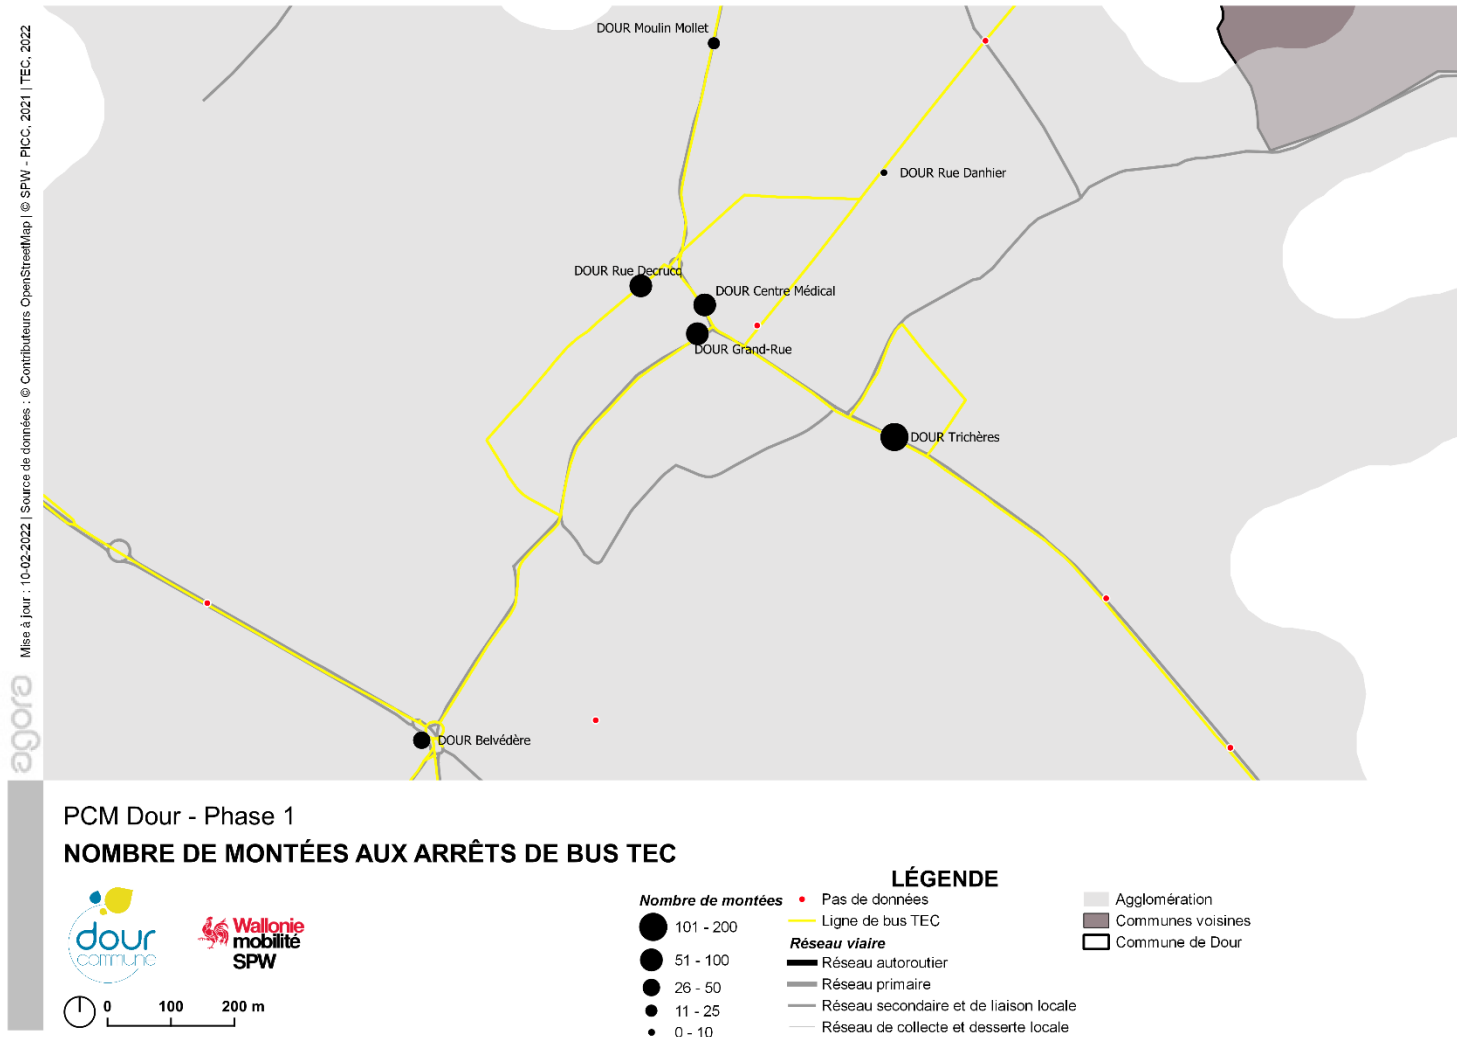 Mise à jour : 10-02-2022 | Source de données : © Contributeurs OpenStreetMap | © SPW - PICC, 2021 | TEC, 2022
agora
DOUR Moulin Mollet
DOUR Rue Danhier
DOUR Rue Decrucq
DOUR Centre Médical
DOUR Grand-Rue
DOUR Trichères
DOUR Belvédère
PCM Dour - Phase 1
NOMBRE DE MONTÉES AUX ARRÊTS DE BUS TEC
dour
commune
Wallonie
mobilité
SPW
0 100 200 m
LÉGENDE
Nombre de montées
101 - 200
51 - 100
26 - 50
11 - 25
0 - 10
Pas de données
Ligne de bus TEC
Réseau viaire
Réseau autoroutier
Réseau primaire
Réseau secondaire et de liaison locale
Réseau de collecte et desserte locale
Agglomération
Communes voisines
Commune de Dour